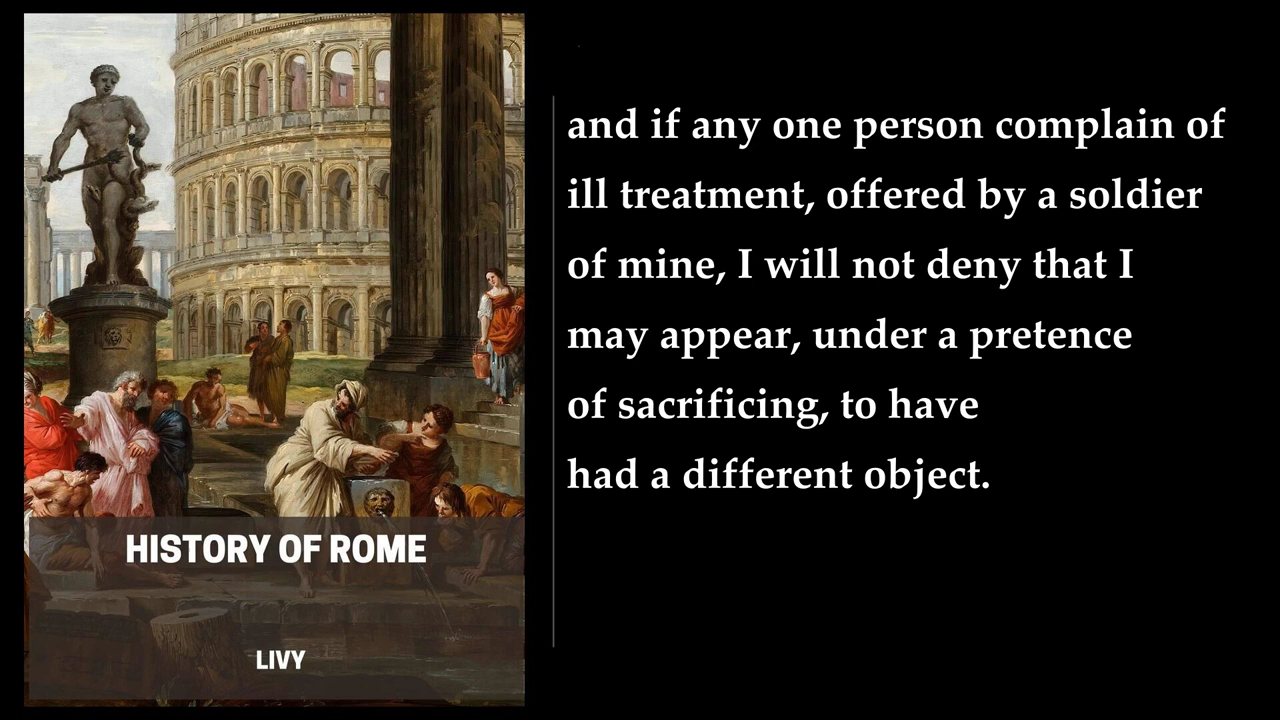 and if any one person complain of
ill treatment, offered by a soldier
of mine, I will not deny that I
may appear, under a pretence
of sacrificing, to have
had a different object.
HISTORY OF ROME
LIVY